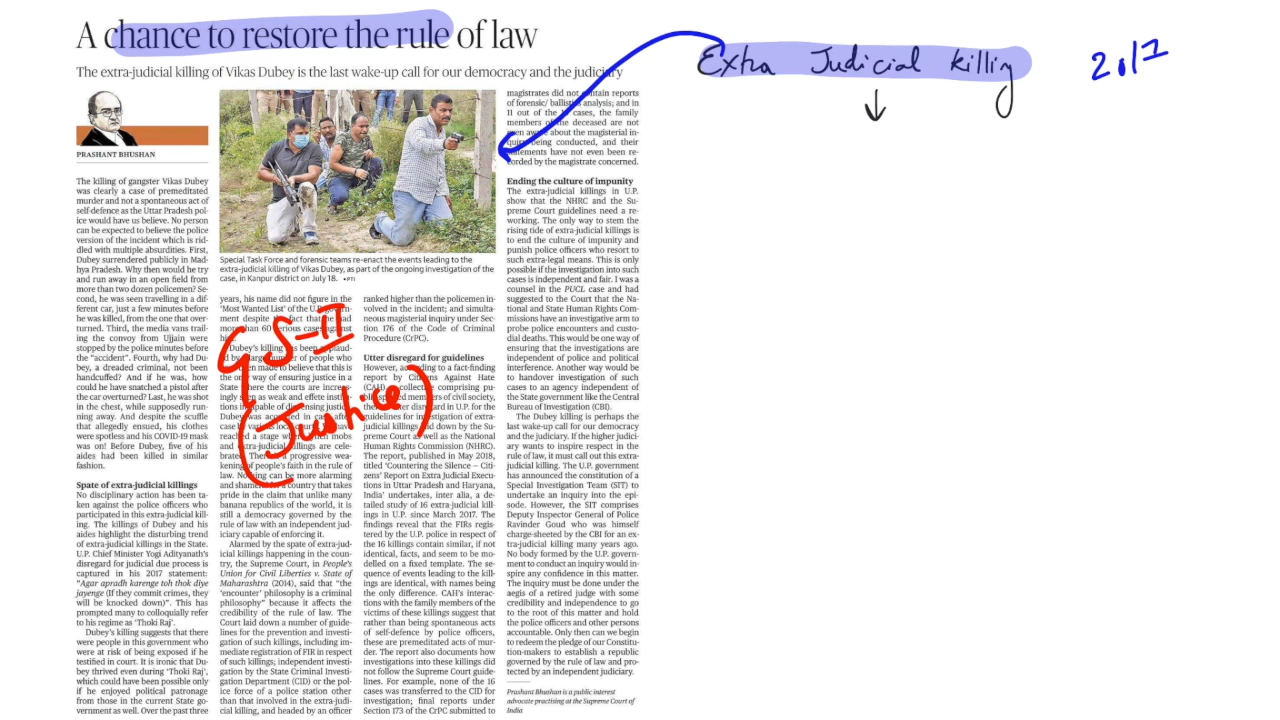 A chance to restore the rule of law
The extra-judicial killing of Vikas Dubey is the last wake-up call for our democracy and the judiciary
PRASHANT BHUSHAN
The killing of gangster Vikas Dubey
was clearly a case of premeditated
murder and not a spontaneous act of
self-defence as the Uttar Pradesh pol-
ice would have us believe. No person
can be expected to believe the police
version of the incident which is rid-
dled with multiple absurdities. First,
Dubey surrendered publicly in Mad-
hya Pradesh. Why then would he try
and run away in an open field from
more than two dozen policemen? Se-
cond, he was seen travelling in a dif-
ferent car, just a few minutes before
he was killed, from the one that over-
turned. Third, the media vans trail-
ing the convoy from Ujjain were
stopped by the police minutes before
the “accident”. Fourth, why had Du-
bey, a dreaded criminal, not been
handcuffed? And if he was, how
could he have snatched a pistol after
the car overturned? Last, he was shot
in the chest, while supposedly run-
ning away. And despite the scuffle
that allegedly ensued, his clothes
were spotless and his COVID-19 mask
was on! Before Dubey, five of his
aides had been killed in similar
fashion.
Spate of extra-judicial killings
No disciplinary action has been ta-
ken against the police officers who
participated in this extra-judicial kill-
ing. The killings of Dubey and his
aides highlight the disturbing trend
of extra-judicial killings in the State.
U.P. Chief Minister Yogi Adityanath's
disregard for judicial due process is
captured in his 2017 statement:
“Agar apradh karenge toh thok diye
jayenge (If they commit crimes, they
will be knocked down)”. This has
prompted many to colloquially refer
to his regime as ‘Thoki Raj’.
Dubey's killing suggests that there
were people in this government who
were at risk of being exposed if he
testified in court. It is ironic that Du-
bey thrived even during ‘Thoki Raj’,
which could have been possible only
if he enjoyed political patronage
from those in the current State go-
vernment as well. Over the past three
Special Task Force and forensic teams re-enact the events leading to the
extra-judicial killing of Vikas Dubey, as part of the ongoing investigation of the
case, in Kanpur district on July 18. •PTI
years, his name did not figure in the
‘Most Wanted List’ of the U.P. govern-
ment despite the fact that he had
more than 60 serious cases against
him.
Dubey's killing has been applaud-
ed by a large number of people who
been made to believe that this is
the only way of ensuring justice in a
State where the courts are increas-
ingly seen as weak and effete institu-
tions incapable of dispensing justice.
Dubey was acquitted in case after
case by various local courts. We have
reached a stage where lynch mobs
and extra-judicial killings are cele-
brated. There is a progressive wea-
kening of people's faith in the rule of
law. Nothing can be more alarming
and shameful for a country that takes
pride in the claim that unlike many
banana republics of the world, it is
still a democracy governed by the
rule of law with an independent jud-
iciary capable of enforcing it.
Alarmed by the spate of extra-jud-
icial killings happening in the coun-
try, the Supreme Court, in People's
Union for Civil Liberties v. State of
Maharashtra (2014), said that “the
‘encounter’ philosophy is a criminal
philosophy” because it affects the
credibility of the rule of law. The
Court laid down a number of guide-
lines for the prevention and investi-
gation of such killings, including im-
mediate registration of FIR in respect
of such killings; independent investi-
gation by the State Criminal Investi-
gation Department (CID) or the pol-
ice force of a police station other
than that involved in the extra-judi-
cial killing, and headed by an officer
ranked higher than the policemen in-
volved in the incident; and simulta-
neous magisterial inquiry under Sec-
tion 176 of the Code of Criminal
Procedure (CrPC).
Utter disregard for guidelines
However, according to a fact-finding
report by Citizens Against Hate
(CAH), a collective comprising pu-
blic-spirited members of civil society,
there is utter disregard in U.P. for the
guidelines for investigation of extra-
judicial killings laid down by the Su-
preme Court as well as the National
Human Rights Commission (NHRC).
The report, published in May 2018,
titled ‘Countering the Silence – Citi-
zens’ Report on Extra Judicial Execu-
tions in Uttar Pradesh and Haryana,
India’ undertakes, inter alia, a de-
tailed study of 16 extra-judicial kill-
ings in U.P. since March 2017. The
findings reveal that the FIRs regis-
tered by the U.P. police in respect of
the 16 killings contain similar, if not
identical, facts, and seem to be mo-
delled on a fixed template. The se-
quence of events leading to the kill-
ings are identical, with names being
the only difference. CAH's interac-
tions with the family members of the
victims of these killings suggest that
rather than being spontaneous acts
of self-defence by police officers,
these are premeditated acts of mur-
der. The report also documents how
investigations into these killings did
not follow the Supreme Court guide-
lines. For example, none of the 16
cases was transferred to the CID for
investigation; final reports under
Section 173 of the CrPC submitted to
magistrates did not contain reports
of forensic/ ballistics analysis; and in
11 out of the 16 cases, the family
members of the deceased are not
even aware about the magisterial in-
quiry being conducted, and their
statements have not even been re-
corded by the magistrate concerned.
Ending the culture of impunity
The extra-judicial killings in U.P.
show that the NHRC and the Su-
preme Court guidelines need a re-
working. The only way to stem the
rising tide of extra-judicial killings is
to end the culture of impunity and
punish police officers who resort to
such extra-legal means. This is only
possible if the investigation into such
cases is independent and fair. I was a
counsel in the PUCL case and had
suggested to the Court that the Na-
tional and State Human Rights Com-
missions have an investigative arm to
probe police encounters and custo-
dial deaths. This would be one way of
ensuring that the investigations are
independent of police and political
interference. Another way would be
to handover investigation of such
cases to an agency independent of
the State government like the Central
Bureau of Investigation (CBI).
The Dubey killing is perhaps the
last wake-up call for our democracy
and the judiciary. If the higher judici-
ary wants to inspire respect in the
rule of law, it must call out this extra-
judicial killing. The U.P. government
has announced the constitution of a
Special Investigation Team (SIT) to
undertake an inquiry into the epi-
sode. However, the SIT comprises
Deputy Inspector General of Police
Ravinder Goud who was himself
charge-sheeted by the CBI for an ex-
tra-judicial killing many years ago.
No body formed by the U.P. govern-
ment to conduct an inquiry would in-
spire any confidence in this matter.
The inquiry must be done under the
aegis of a retired judge with some
credibility and independence to go
to the root of this matter and hold
the police officers and other persons
accountable. Only then can we begin
to redeem the pledge of our Constitu-
tion-makers to establish a republic
governed by the rule of law and pro-
tected by an independent judiciary.
Prashant Bhushan is a public interest
advocate practising at the Supreme Court of
India
GS-II
(Justice)
Extra Judicial Killing